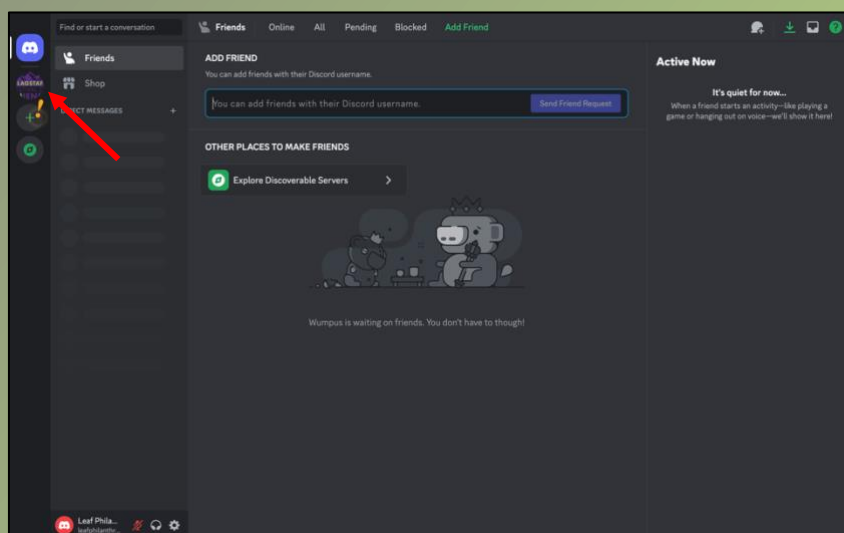 Find or start a conversation
Friends
Online
All
Pending
Blocked
Add Friend
Friends
Shop
DIRECT MESSAGES
+
ADD FRIEND
You can add friends with their Discord username.
You can add friends with their Discord username.
Send Friend Request
OTHER PLACES TO MAKE FRIENDS
Explore Discoverable Servers
Wumpus is waiting on friends. You don't have to though!
Active Now
It's quiet for now...
When a friend starts an activity—like playing a
game or hanging out on voice—we'll show it here!
Leaf Phila...
leafphilanthr...